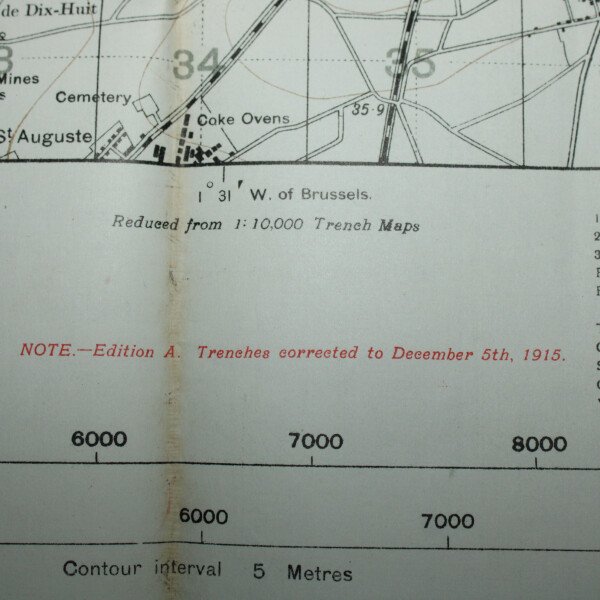 de Dix-Huit
3
34
35
Mines
s
Cemetery
Coke Ovens
35·9
St Auguste
1° 31' W. of Brussels.
Reduced from 1:10,000 Trench Maps
NOTE.—Edition A. Trenches corrected to December 5th, 1915.
6000 7000 8000
6000 7000
Contour interval 5 Metres